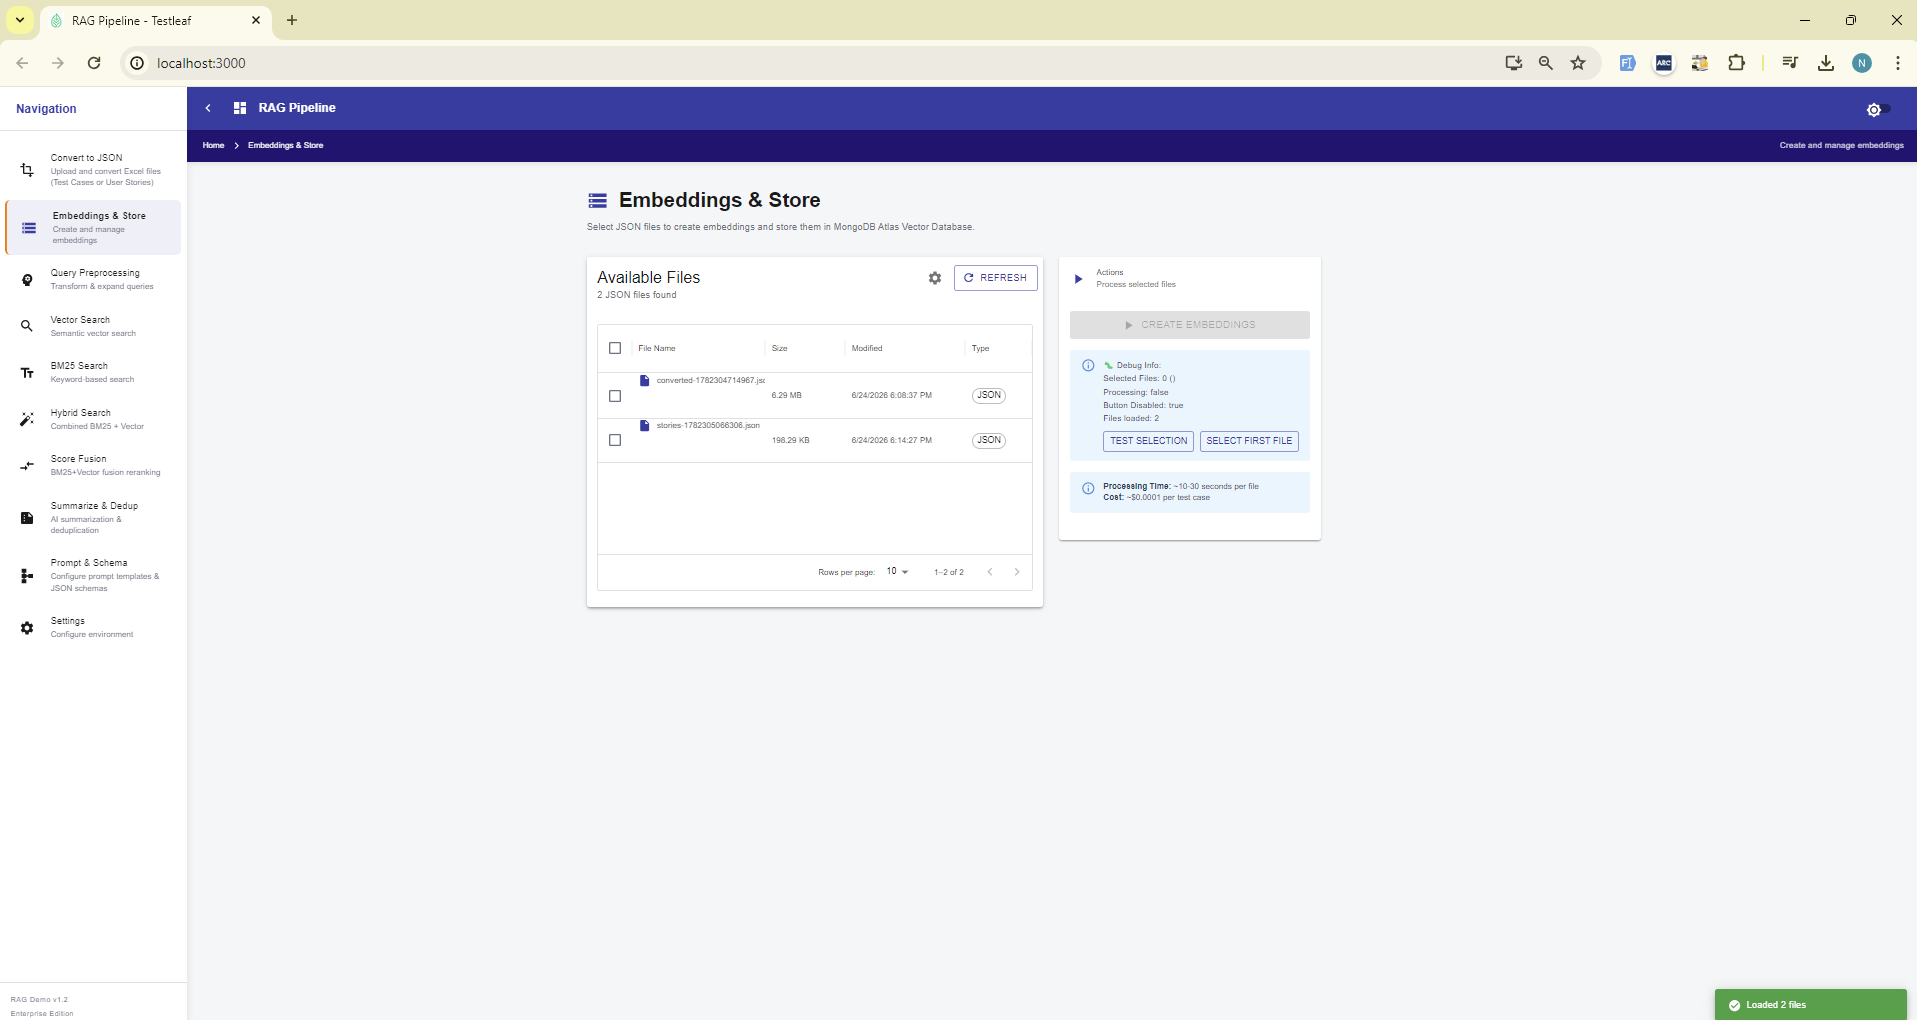 RAG Pipeline - Testleaf
localhost:3000
ARC
N
Navigation
RAG Pipeline
Home
Embeddings & Store
Create and manage embeddings
Convert to JSON
Upload and convert Excel files
(Test Cases or User Stories)
Embeddings & Store
Create and manage
embeddings
Query Preprocessing
Transform & expand queries
Vector Search
Semantic vector search
BM25 Search
Keyword-based search
Hybrid Search
Combined BM25 + Vector
Score Fusion
BM25+Vector fusion reranking
Summarize & Dedup
AI summarization &
deduplication
Prompt & Schema
Configure prompt templates &
JSON schemas
Settings
Configure environment
RAG Demo v1.2
Enterprise Edition
Embeddings & Store
Select JSON files to create embeddings and store them in MongoDB Atlas Vector Database.
Available Files
2 JSON files found
REFRESH
File Name Size Modified Type
converted-1782304714967.jsc 6.29 MB 6/24/2026 6:08:37 PM JSON
stories-1782305066306.json 198.29 KB 6/24/2026 6:14:27 PM JSON
Rows per page: 10 1–2 of 2
Actions
Process selected files
CREATE EMBEDDINGS
Debug Info:
Selected Files: 0 ()
Processing: false
Button Disabled: true
Files loaded: 2
TEST SELECTION SELECT FIRST FILE
Processing Time: ~10-30 seconds per file
Cost: ~$0.0001 per test case
Loaded 2 files